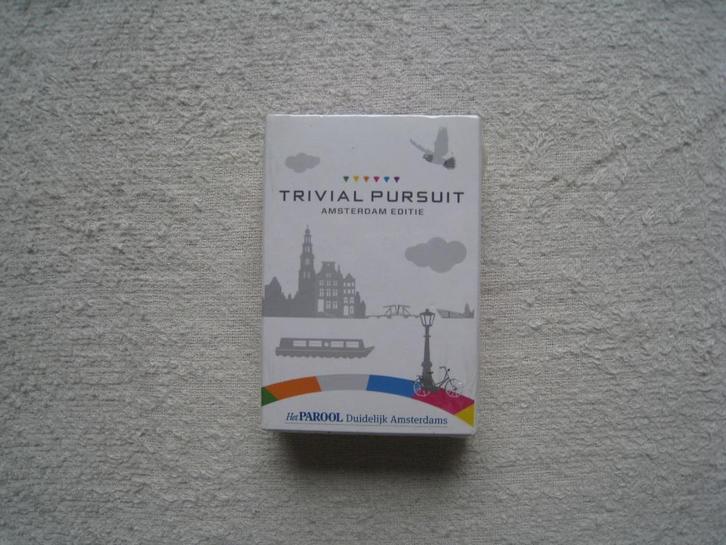 TRIVIAL PURSUIT
AMSTERDAM EDITIE
Het PAROOL Duidelijk Amsterdams